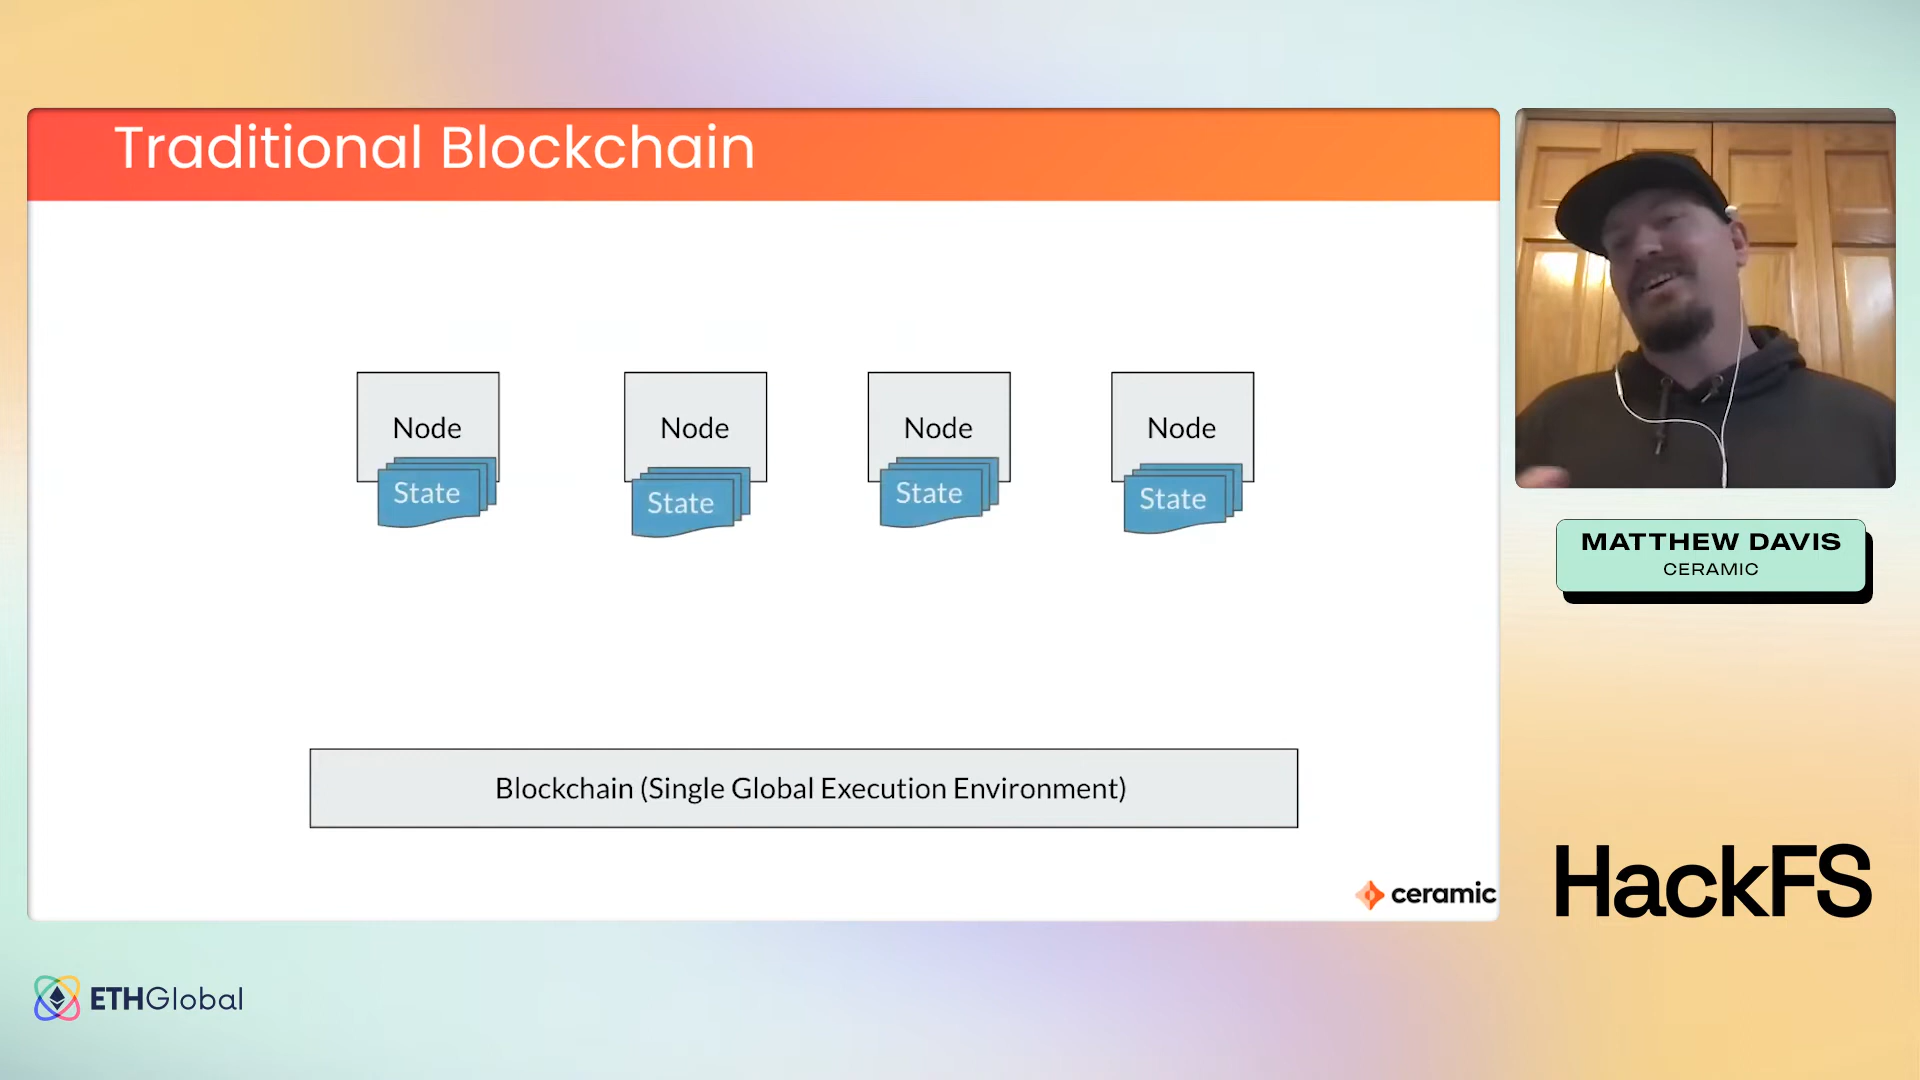 Traditional Blockchain
Node
Node
Node
Node
State
State
State
State
Blockchain (Single Global Execution Environment)
ceramic
MATTHEW DAVIS
CERAMIC
HackFS
ETHGlobal